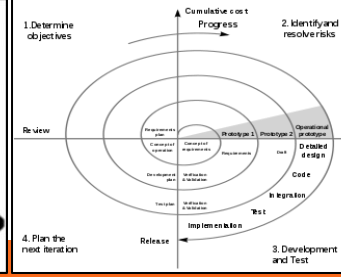 Cumulative cost
Progress
1.Determine
objectives
2. Identify and
resolve risks
Review
Requirements
plan
Concept of
operation
Concept of
requirements
Prototype 1
Prototype 2
Operational
prototype
Requirements
Draft
Detailed
design
Development
plan
Verification
& Validation
Code
Integration
Test plan
Verification
& Validation
Test
Implementation
4. Plan the
next iteration
Release
3. Development
and Test